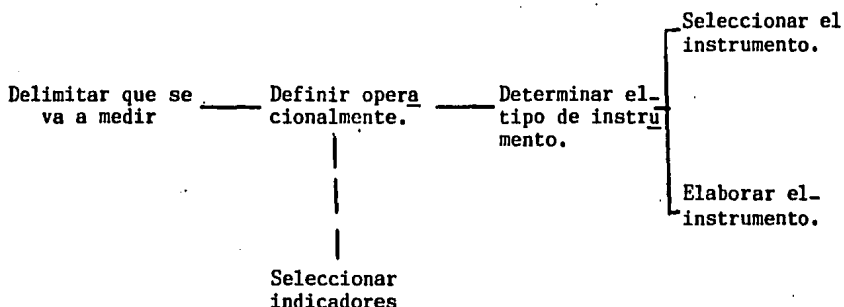 Delimitar que se
va a medir
Definir opera
cionalmente.
Determinar el
tipo de instru
mento.
Seleccionar el
instrumento.
Elaborar el
instrumento.
Seleccionar
indicadores